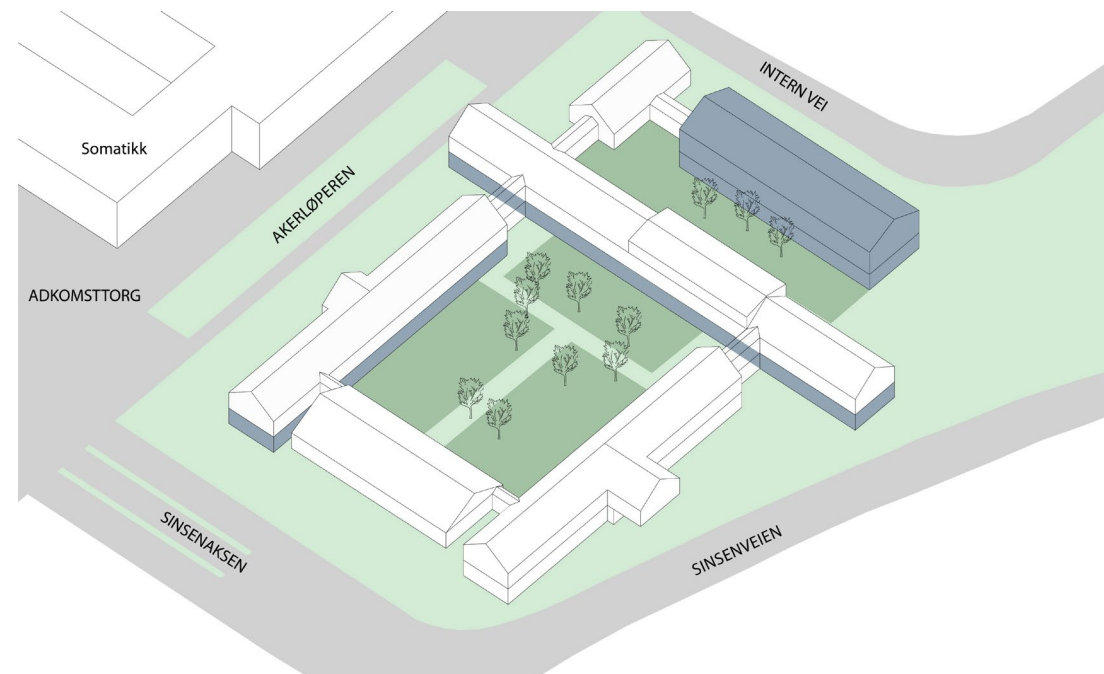 INTERN VEI
Somatikk
AKERLØPEREN
ADKOMSTTORG
SINSENAKSEN
SINSENVEIEN